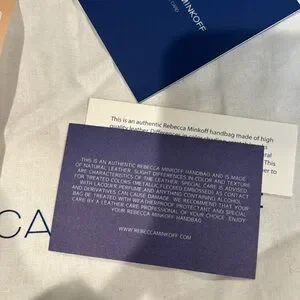 MINKOFF
This is an authentic Rebecca Minkoff handbag made of high
THIS IS AN AUTHENTIC REBECCA MINKOFF HANDBAG AND IS MADE
OF NATURAL LEATHER. SLIGHT DIFFERENCES IN COLOR AND TEXTURE
ARE CHARACTERISTICS OF THE LEATHER. SPECIAL CARE IS ADVISED
FOR TREATED COLORS (METALLIC, FLOODED, EMBOSSED) AS CONTACT
WITH LACQUER, PERFUME AND ANYTHING CONTAINING ALCOHOL
AND DERIVATIVES CAN CAUSE DAMAGE. WE RECOMMEND THAT YOUR
BAG BE TREATED WITH WEATHER/MOIST PROTECTANT, AND SPECIAL
CARE BY A LEATHER CARE PROFESSIONAL OF YOUR CHOICE. ENJOY
YOUR REBECCA MINKOFF HANDBAG
WWW.REBECCAMINKOFF.COM
CA